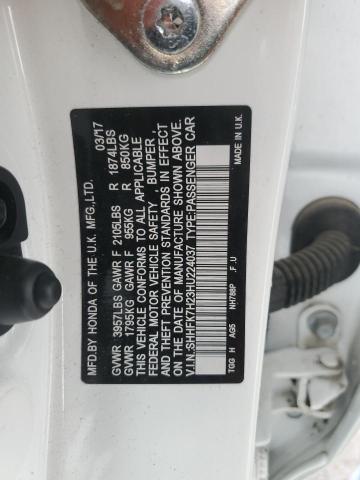 MFD. BY HONDA OF THE U.K. MFG.,LTD. 03/17
GVWR 3957LBS GAWR F 2105LBS R 1874LBS
GVWR 1795KG GAWR F 955KG R 850KG
THIS VEHICLE CONFORMS TO ALL APPLICABLE
FEDERAL MOTOR VEHICLE SAFETY , BUMPER ,
AND THEFT PREVENTION STANDARDS IN EFFECT
ON THE DATE OF MANUFACTURE SHOWN ABOVE.
V.I.N.:SHHFK7H23HU224037 TYPE:PASSENGER CAR
TGG H AG5 NH788P .F .U MADE IN U.K.